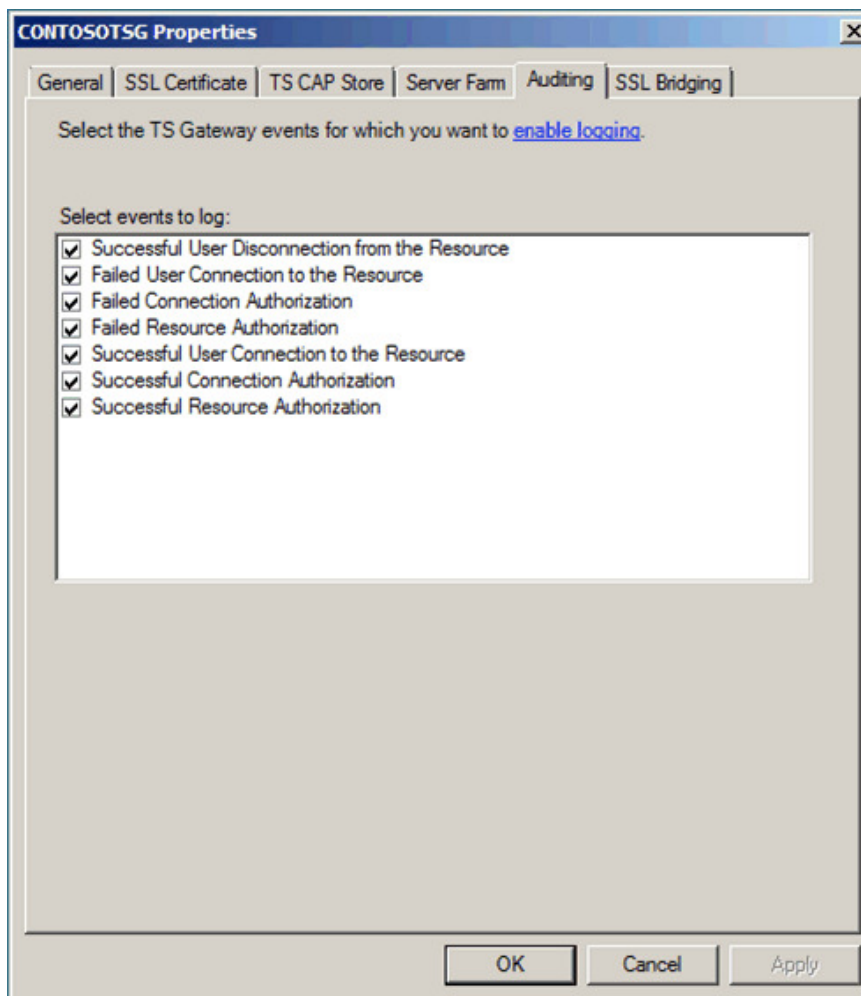 CONTOSOTSG Properties
General SSL Certificate TS CAP Store Server Farm Auditing SSL Bridging
Select the TS Gateway events for which you want to enable logging.
Select events to log:
Successful User Disconnection from the Resource
Failed User Connection to the Resource
Failed Connection Authorization
Failed Resource Authorization
Successful User Connection to the Resource
Successful Connection Authorization
Successful Resource Authorization
OK Cancel Apply